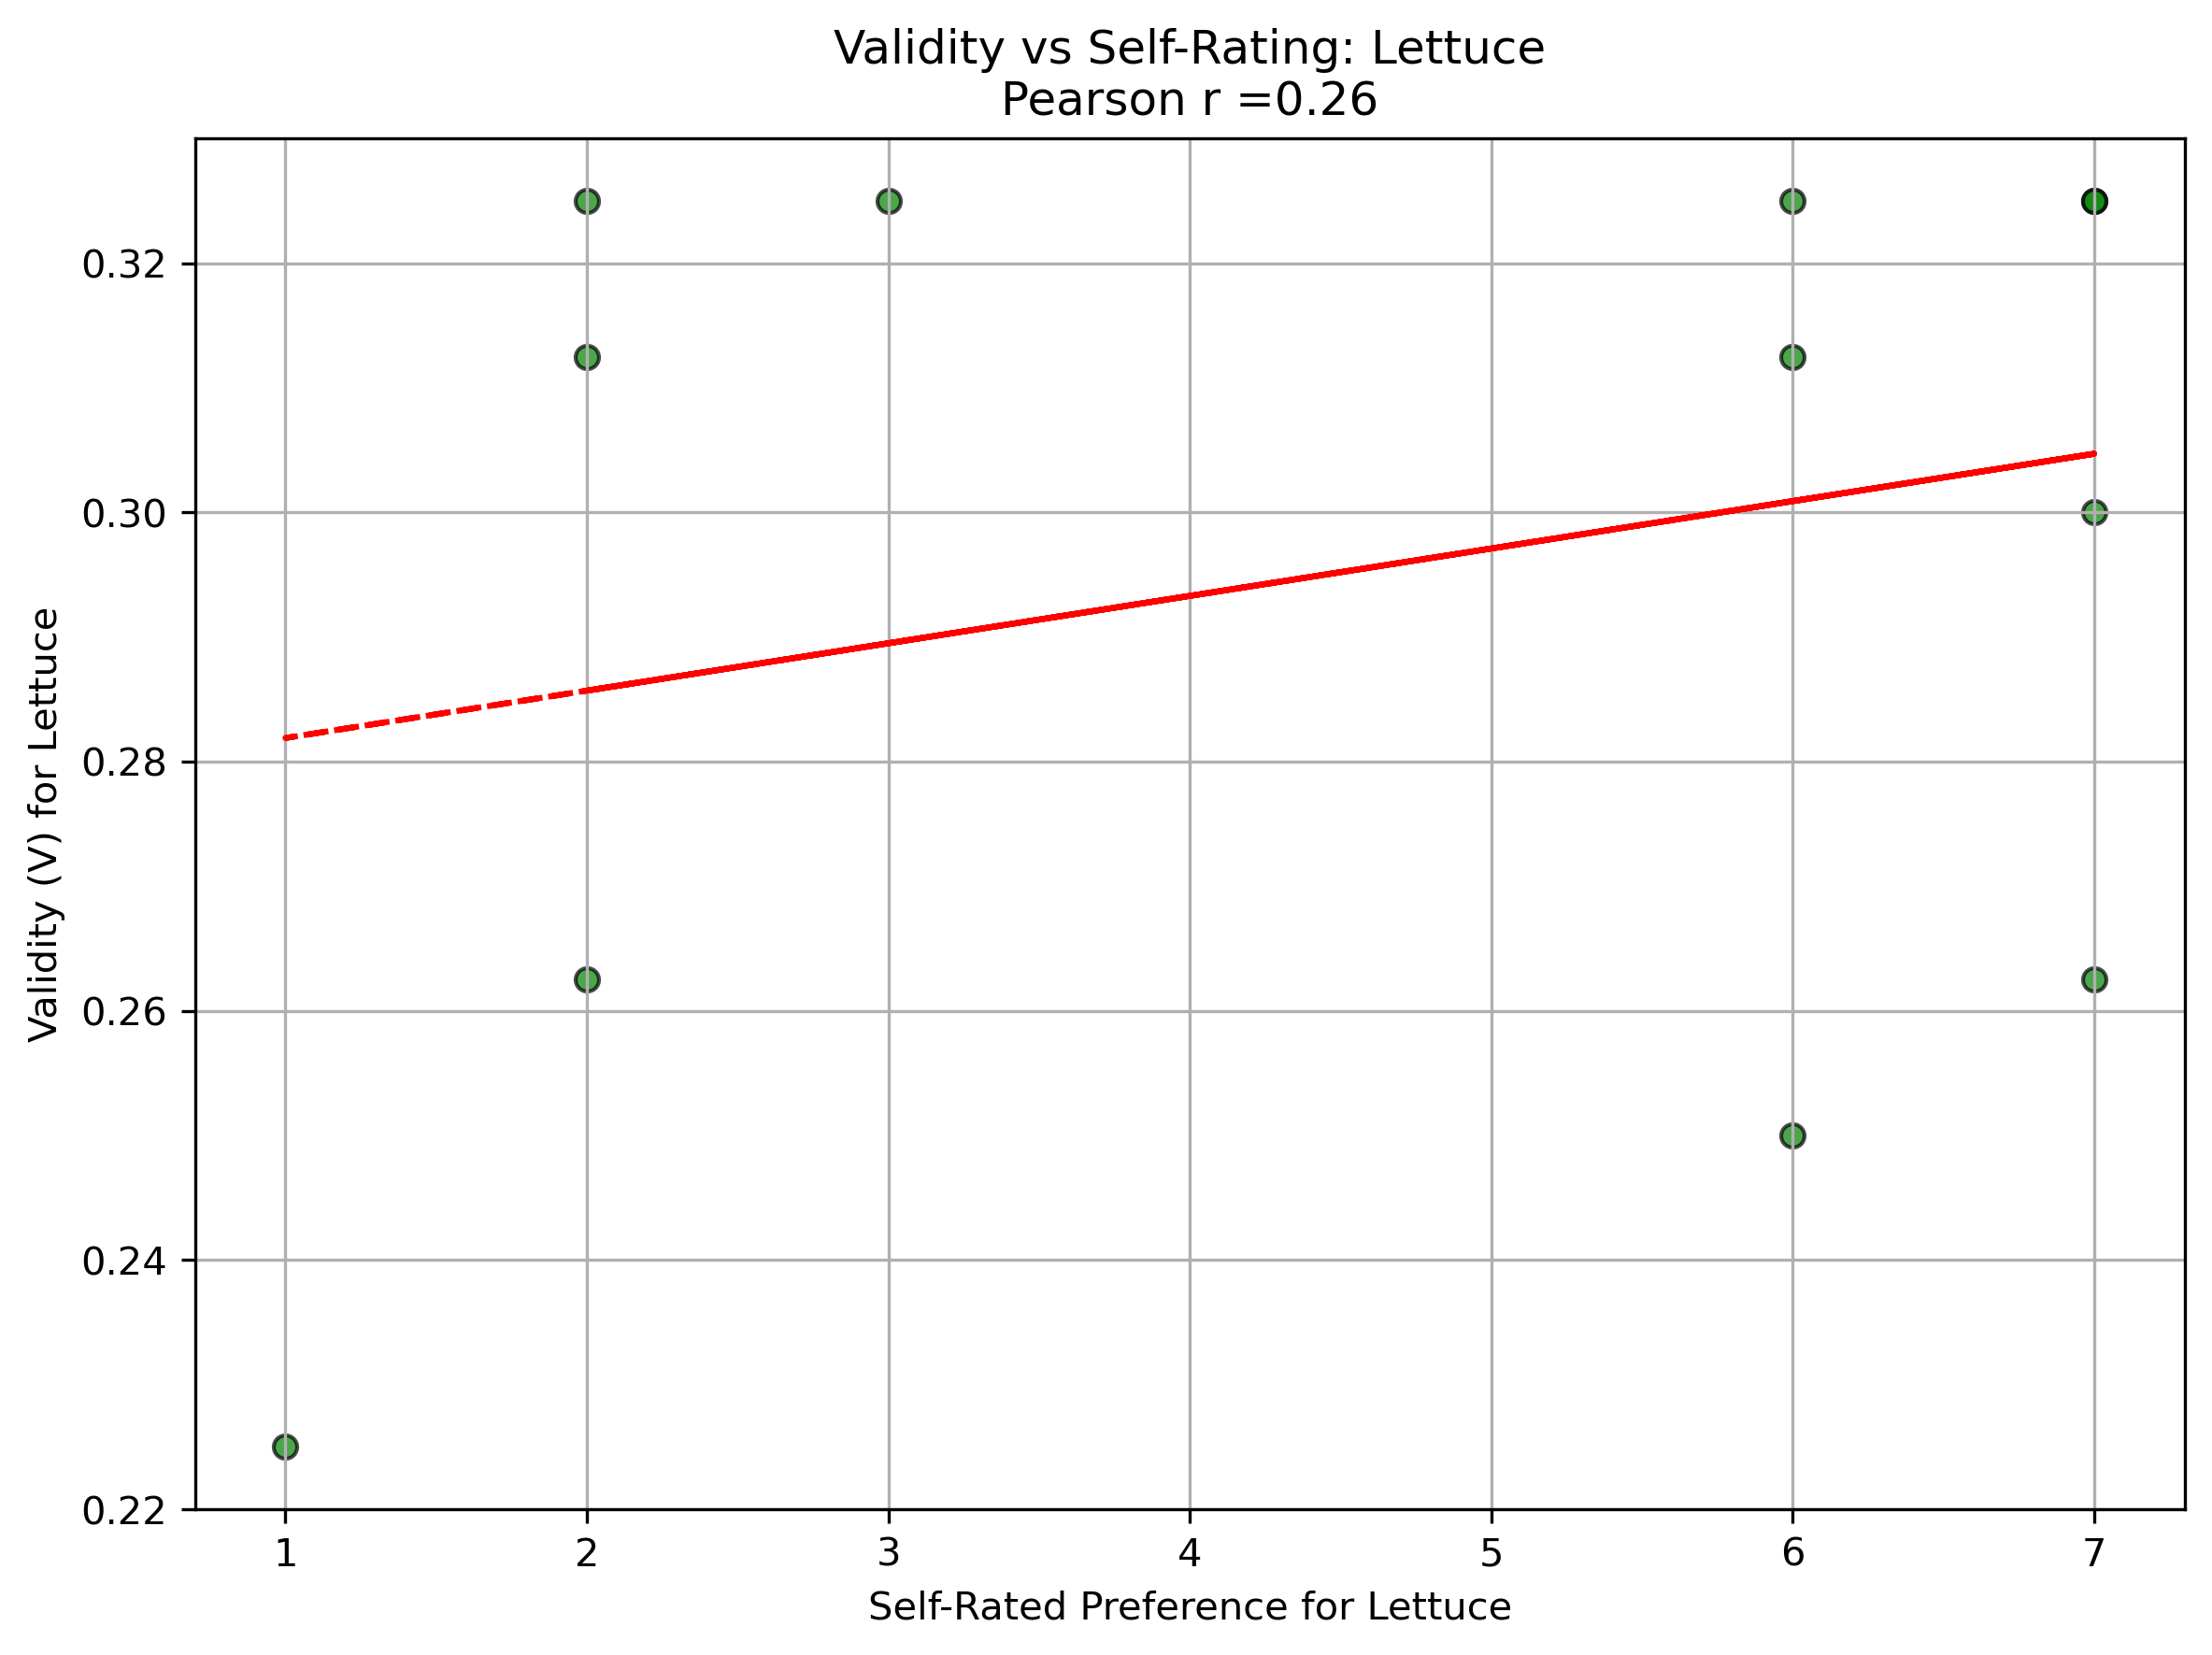 Validity vs Self-Rating: Lettuce
Pearson r =0.26
Validity (V) for Lettuce
0.32
0.30
0.28
0.26
0.24
0.22
1 2 3 4 5 6 7
Self-Rated Preference for Lettuce